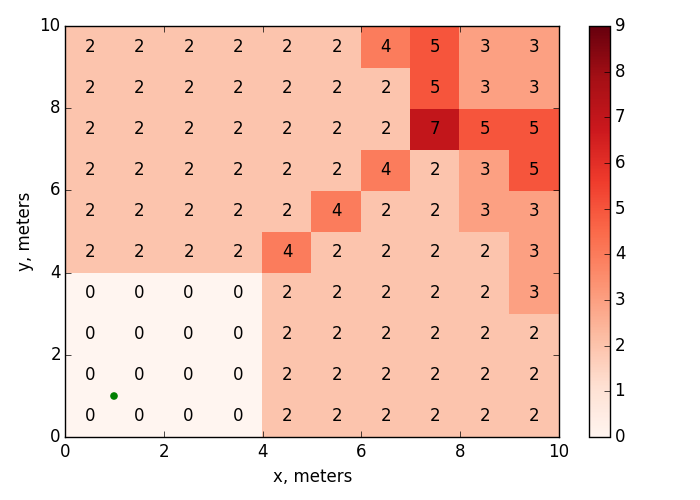 10
2 2 2 2 2 2 4 5 3 3
2 2 2 2 2 2 2 5 3 3
8
2 2 2 2 2 2 2 7 5 5
2 2 2 2 2 2 4 2 3 5
6
2 2 2 2 2 4 2 2 3 3
2 2 2 2 4 2 2 2 2 3
4
0 0 0 0 2 2 2 2 2 3
0 0 0 0 2 2 2 2 2 2
2
0 0 0 0 2 2 2 2 2 2
0 0 0 0 2 2 2 2 2 2
0
y, meters
0 2 4 6 8 10
x, meters
9
8
7
6
5
4
3
2
1
0